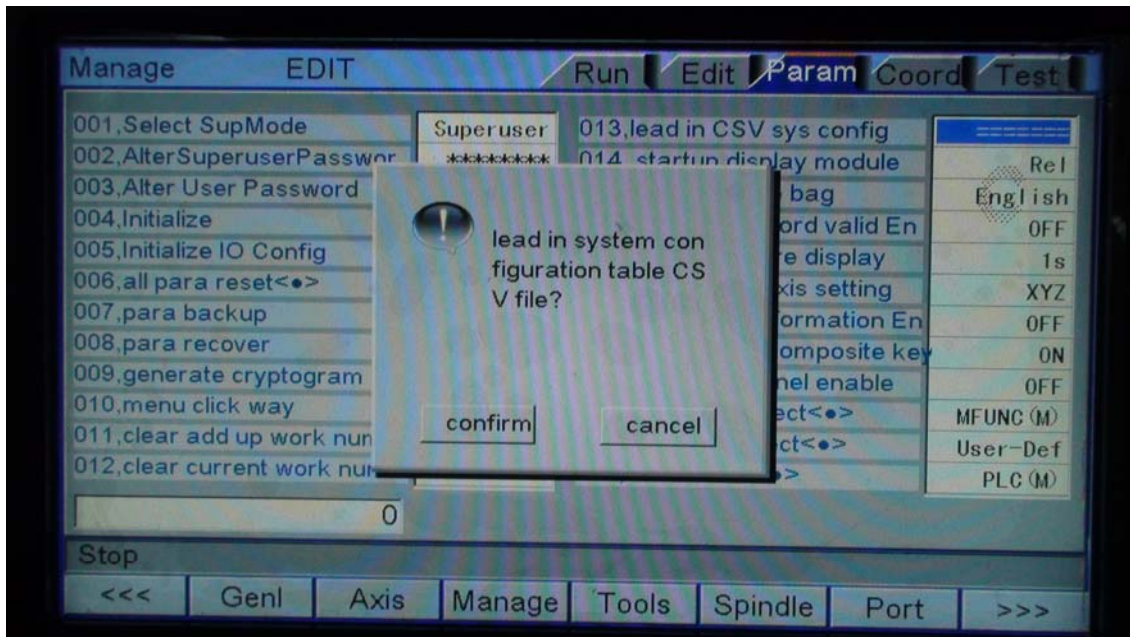 Manage EDIT Run Edit Param Coord Test
001,Select SupMode Superuser 013,lead in CSV sys config
002,AlterSuperuserPasswor ********* 014, startup display module Rel
003,Alter User Password bag English
004,Initialize ord valid En OFF
005,Initialize IO Config re display 1s
006,all para reset<●> xis setting XYZ
007,para backup ormation En OFF
008,para recover omposite key ON
009,generate cryptogram nel enable OFF
010,menu click way ect<●> MFUNC(M)
011,clear add up work num ct<●> User-Def
012,clear current work num ●> PLC(M)
lead in system con
figuration table CS
V file?
confirm cancel
0
Stop
<<< Genl Axis Manage Tools Spindle Port >>>